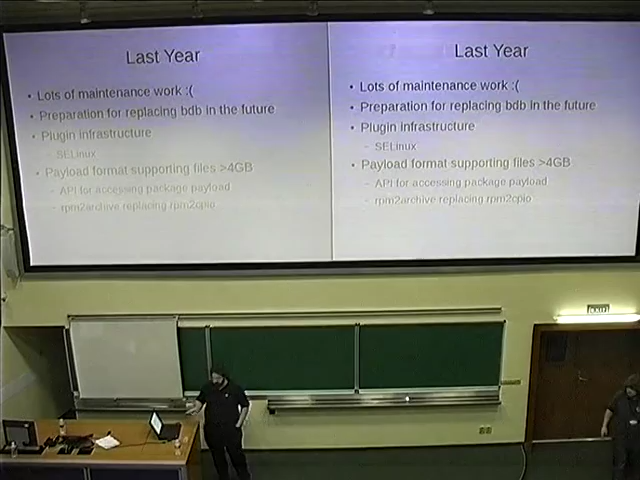 Last Year
• Lots of maintenance work :(
• Preparation for replacing bdb in the future
• Plugin infrastructure
– SELinux
• Payload format supporting files >4GB
– API for accessing package payload
– rpm2archive replacing rpm2cpio
Last Year
• Lots of maintenance work :(
• Preparation for replacing bdb in the future
• Plugin infrastructure
– SELinux
• Payload format supporting files >4GB
– API for accessing package payload
– rpm2archive replacing rpm2cpio
EXIT